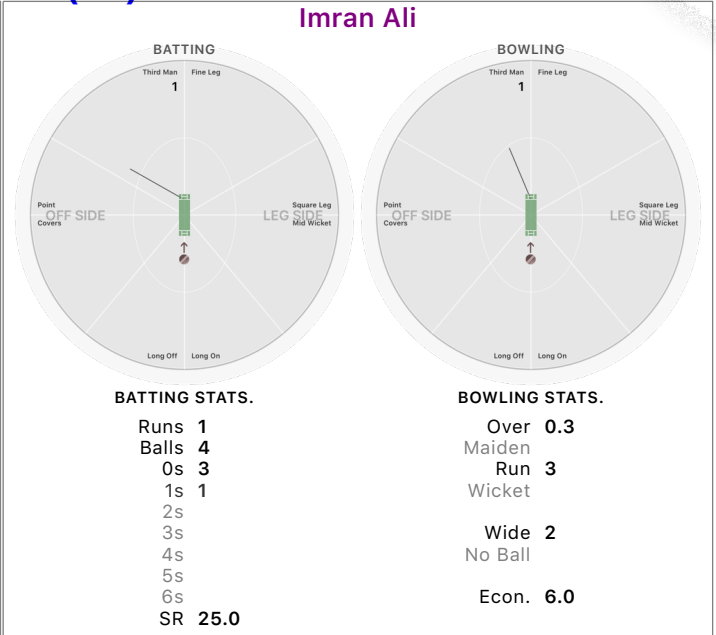 Imran Ali
BATTING
Third Man Fine Leg
1
Point
OFF SIDE
Covers
Square Leg
LEG SIDE
Mid Wicket
Long Off Long On
BOWLING
Third Man Fine Leg
1
Point
OFF SIDE
Covers
Square Leg
LEG SIDE
Mid Wicket
Long Off Long On
BATTING STATS.
Runs 1
Balls 4
0s 3
1s 1
2s
3s
4s
5s
6s
SR 25.0
BOWLING STATS.
Over 0.3
Maiden
Run 3
Wicket
Wide 2
No Ball
Econ. 6.0